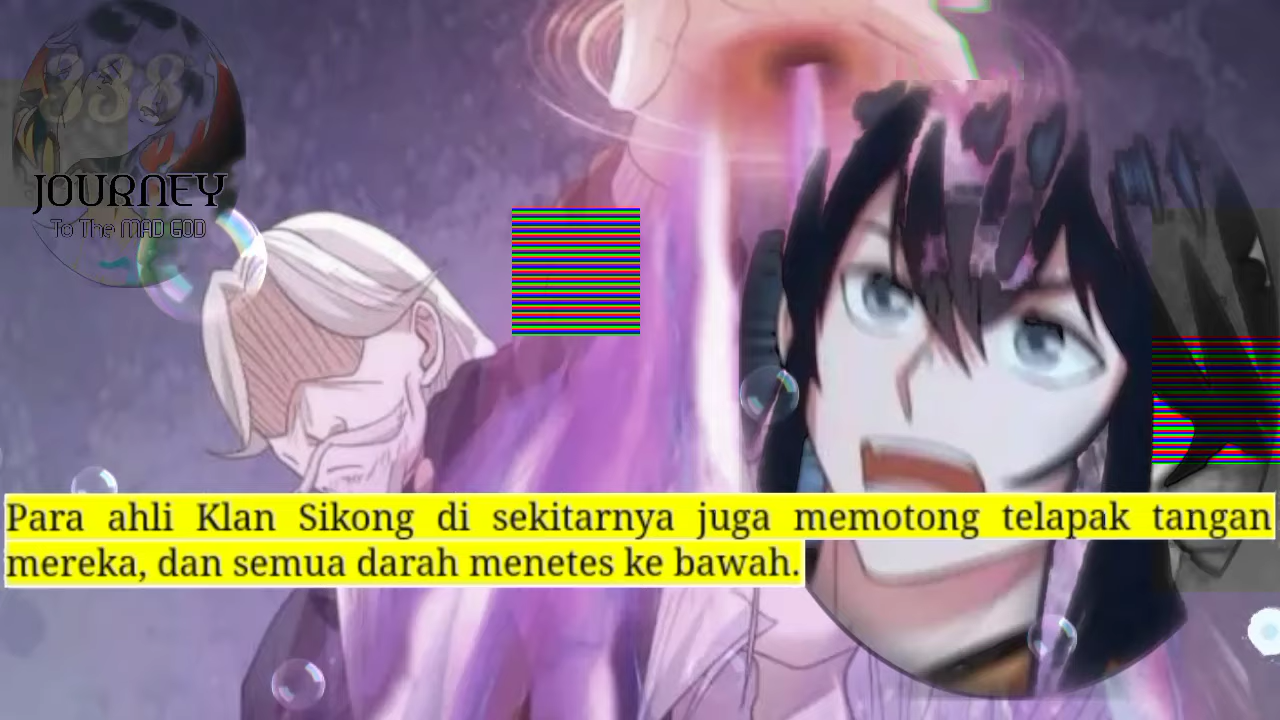 338
JOURNEY
To The MAD GOD
Para ahli Klan Sikong di sekitarnya juga memotong telapak tangan
mereka, dan semua darah menetes ke bawah.